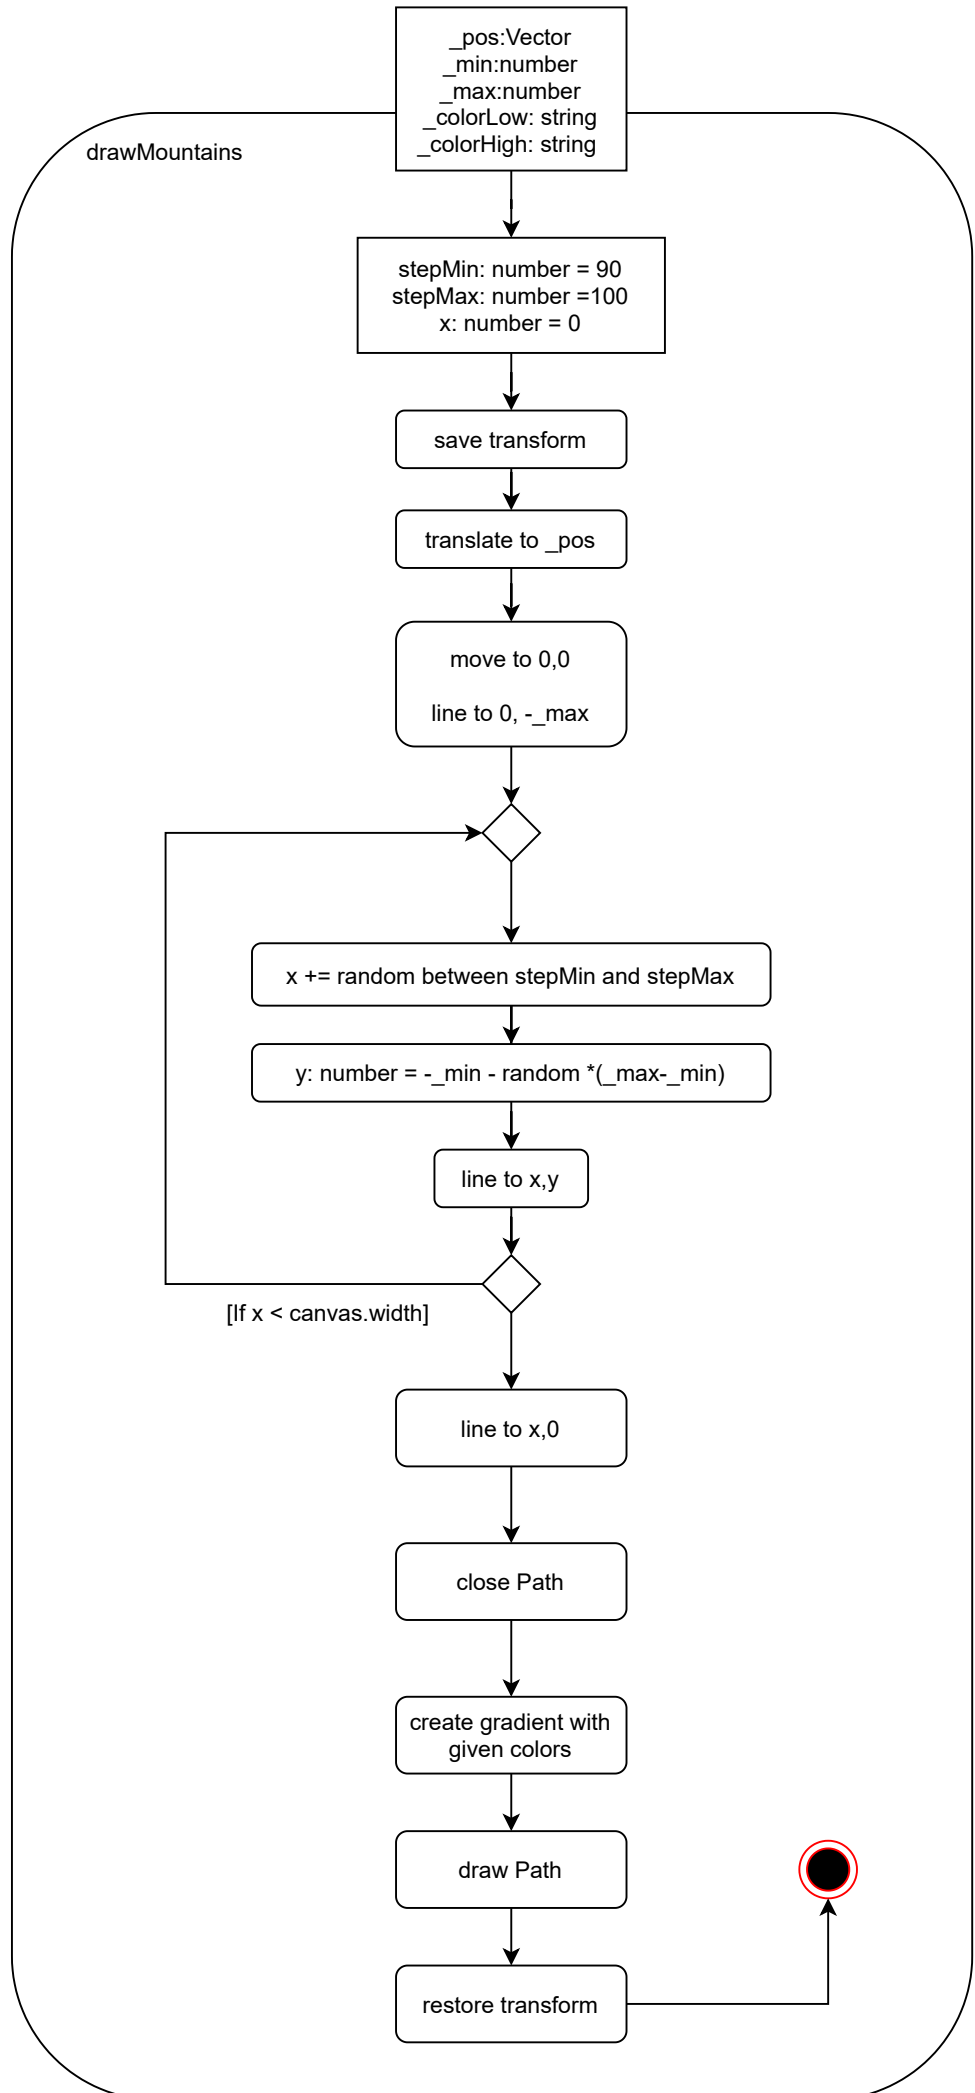 _pos:Vector
_min:number
_max:number
_colorLow: string
_colorHigh: string
drawMountains
stepMin: number = 90
stepMax: number =100
x: number = 0
save transform
translate to _pos
move to 0,0
line to 0, -_max
x += random between stepMin and stepMax
y: number = -_min - random *(_max-_min)
line to x,y
[If x < canvas.width]
line to x,0
close Path
create gradient with
given colors
draw Path
restore transform